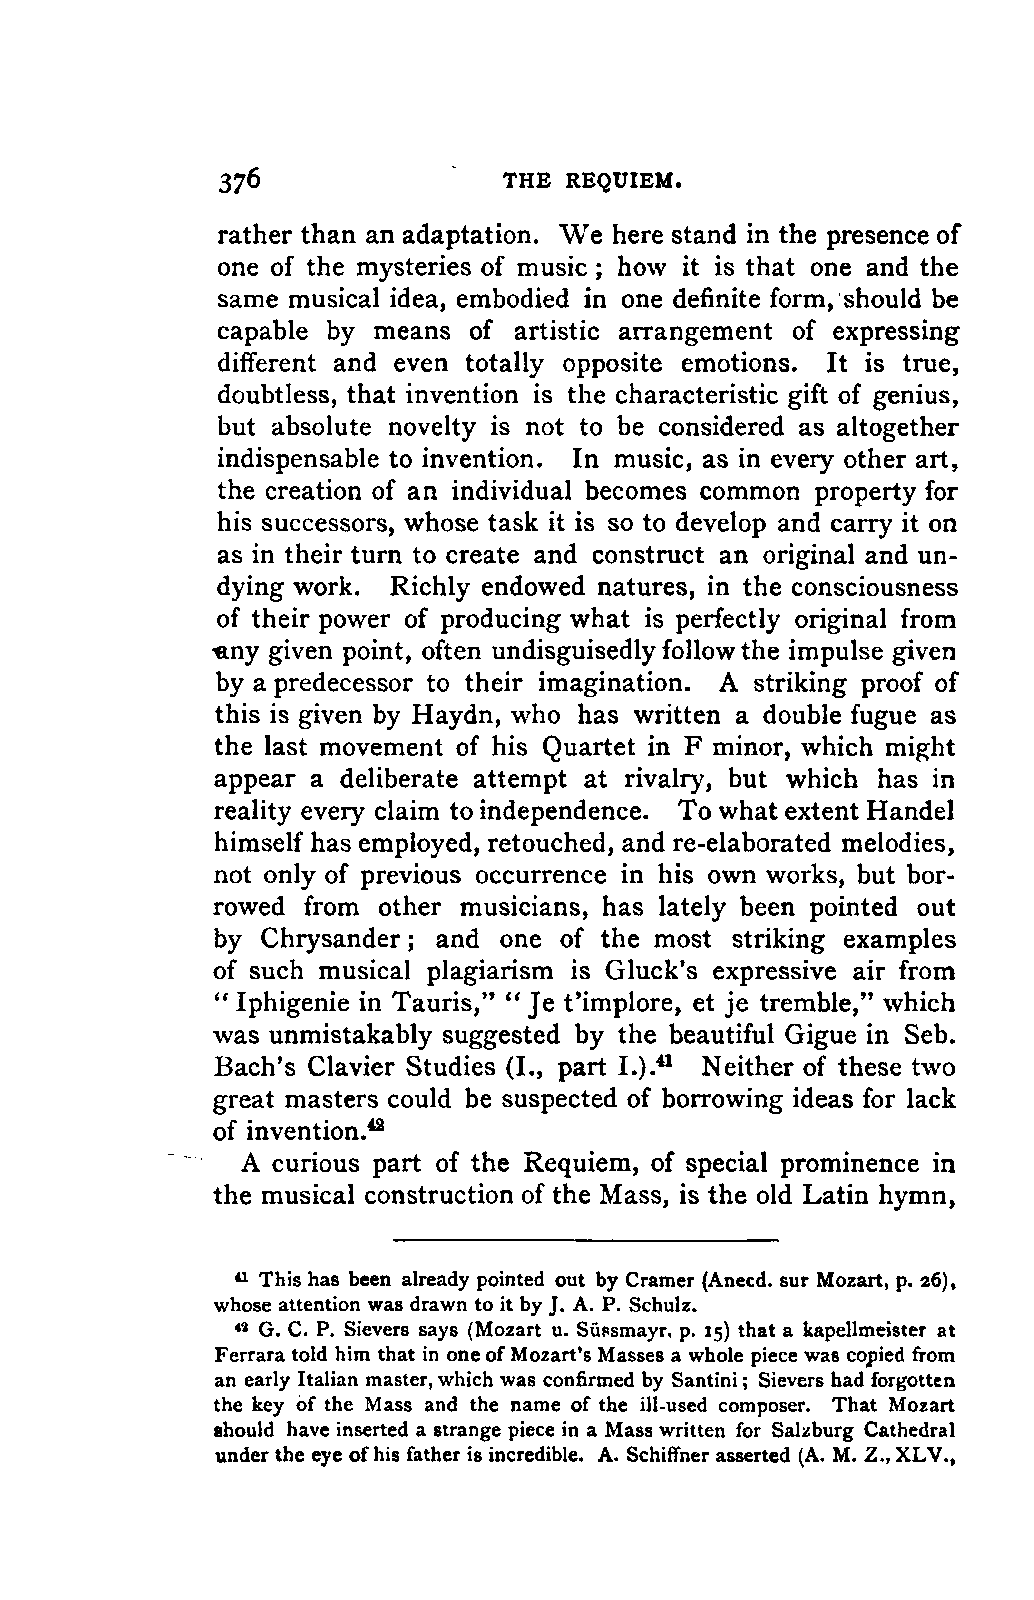 376 THE REQUIEM.
rather than an adaptation. We here stand in the presence of
one of the mysteries of music ; how it is that one and the
same musical idea, embodied in one definite form, should be
capable by means of artistic arrangement of expressing
different and even totally opposite emotions. It is true,
doubtless, that invention is the characteristic gift of genius,
but absolute novelty is not to be considered as altogether
indispensable to invention. In music, as in every other art,
the creation of an individual becomes common property for
his successors, whose task it is so to develop and carry it on
as in their turn to create and construct an original and un-
dying work. Richly endowed natures, in the consciousness
of their power of producing what is perfectly original from
any given point, often undisguisedly follow the impulse given
by a predecessor to their imagination. A striking proof of
this is given by Haydn, who has written a double fugue as
the last movement of his Quartet in F minor, which might
appear a deliberate attempt at rivalry, but which has in
reality every claim to independence. To what extent Handel
himself has employed, retouched, and re-elaborated melodies,
not only of previous occurrence in his own works, but bor-
rowed from other musicians, has lately been pointed out
by Chrysander ; and one of the most striking examples
of such musical plagiarism is Gluck's expressive air from
" Iphigenie in Tauris," " Je t'implore, et je tremble," which
was unmistakably suggested by the beautiful Gigue in Seb.
Bach's Clavier Studies (I., part I.).⁴¹ Neither of these two
great masters could be suspected of borrowing ideas for lack
of invention.⁴²
A curious part of the Requiem, of special prominence in
the musical construction of the Mass, is the old Latin hymn,
⁴¹ This has been already pointed out by Cramer (Anecd. sur Mozart, p. 26),
whose attention was drawn to it by J. A. P. Schulz.
⁴² G. C. P. Sievers says (Mozart u. Süssmayr, p. 15) that a kapellmeister at
Ferrara told him that in one of Mozart's Masses a whole piece was copied from
an early Italian master, which was confirmed by Santini ; Sievers had forgotten
the key of the Mass and the name of the ill-used composer. That Mozart
should have inserted a strange piece in a Mass written for Salzburg Cathedral
under the eye of his father is incredible. A. Schiffner asserted (A. M. Z., XLV.,